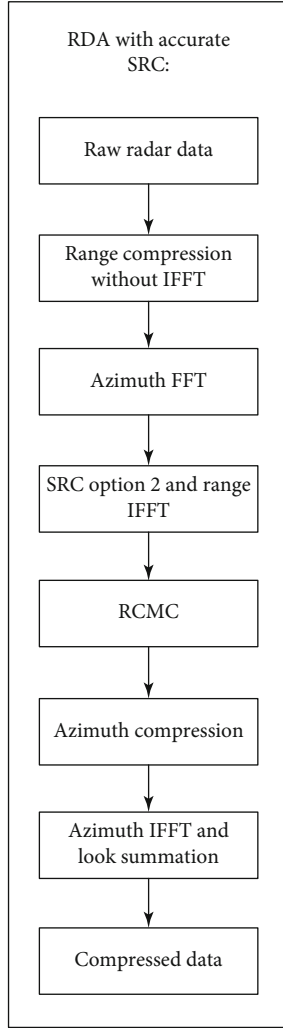 RDA with accurate
SRC:
Raw radar data
Range compression
without IFFT
Azimuth FFT
SRC option 2 and range
IFFT
RCMC
Azimuth compression
Azimuth IFFT and
look summation
Compressed data